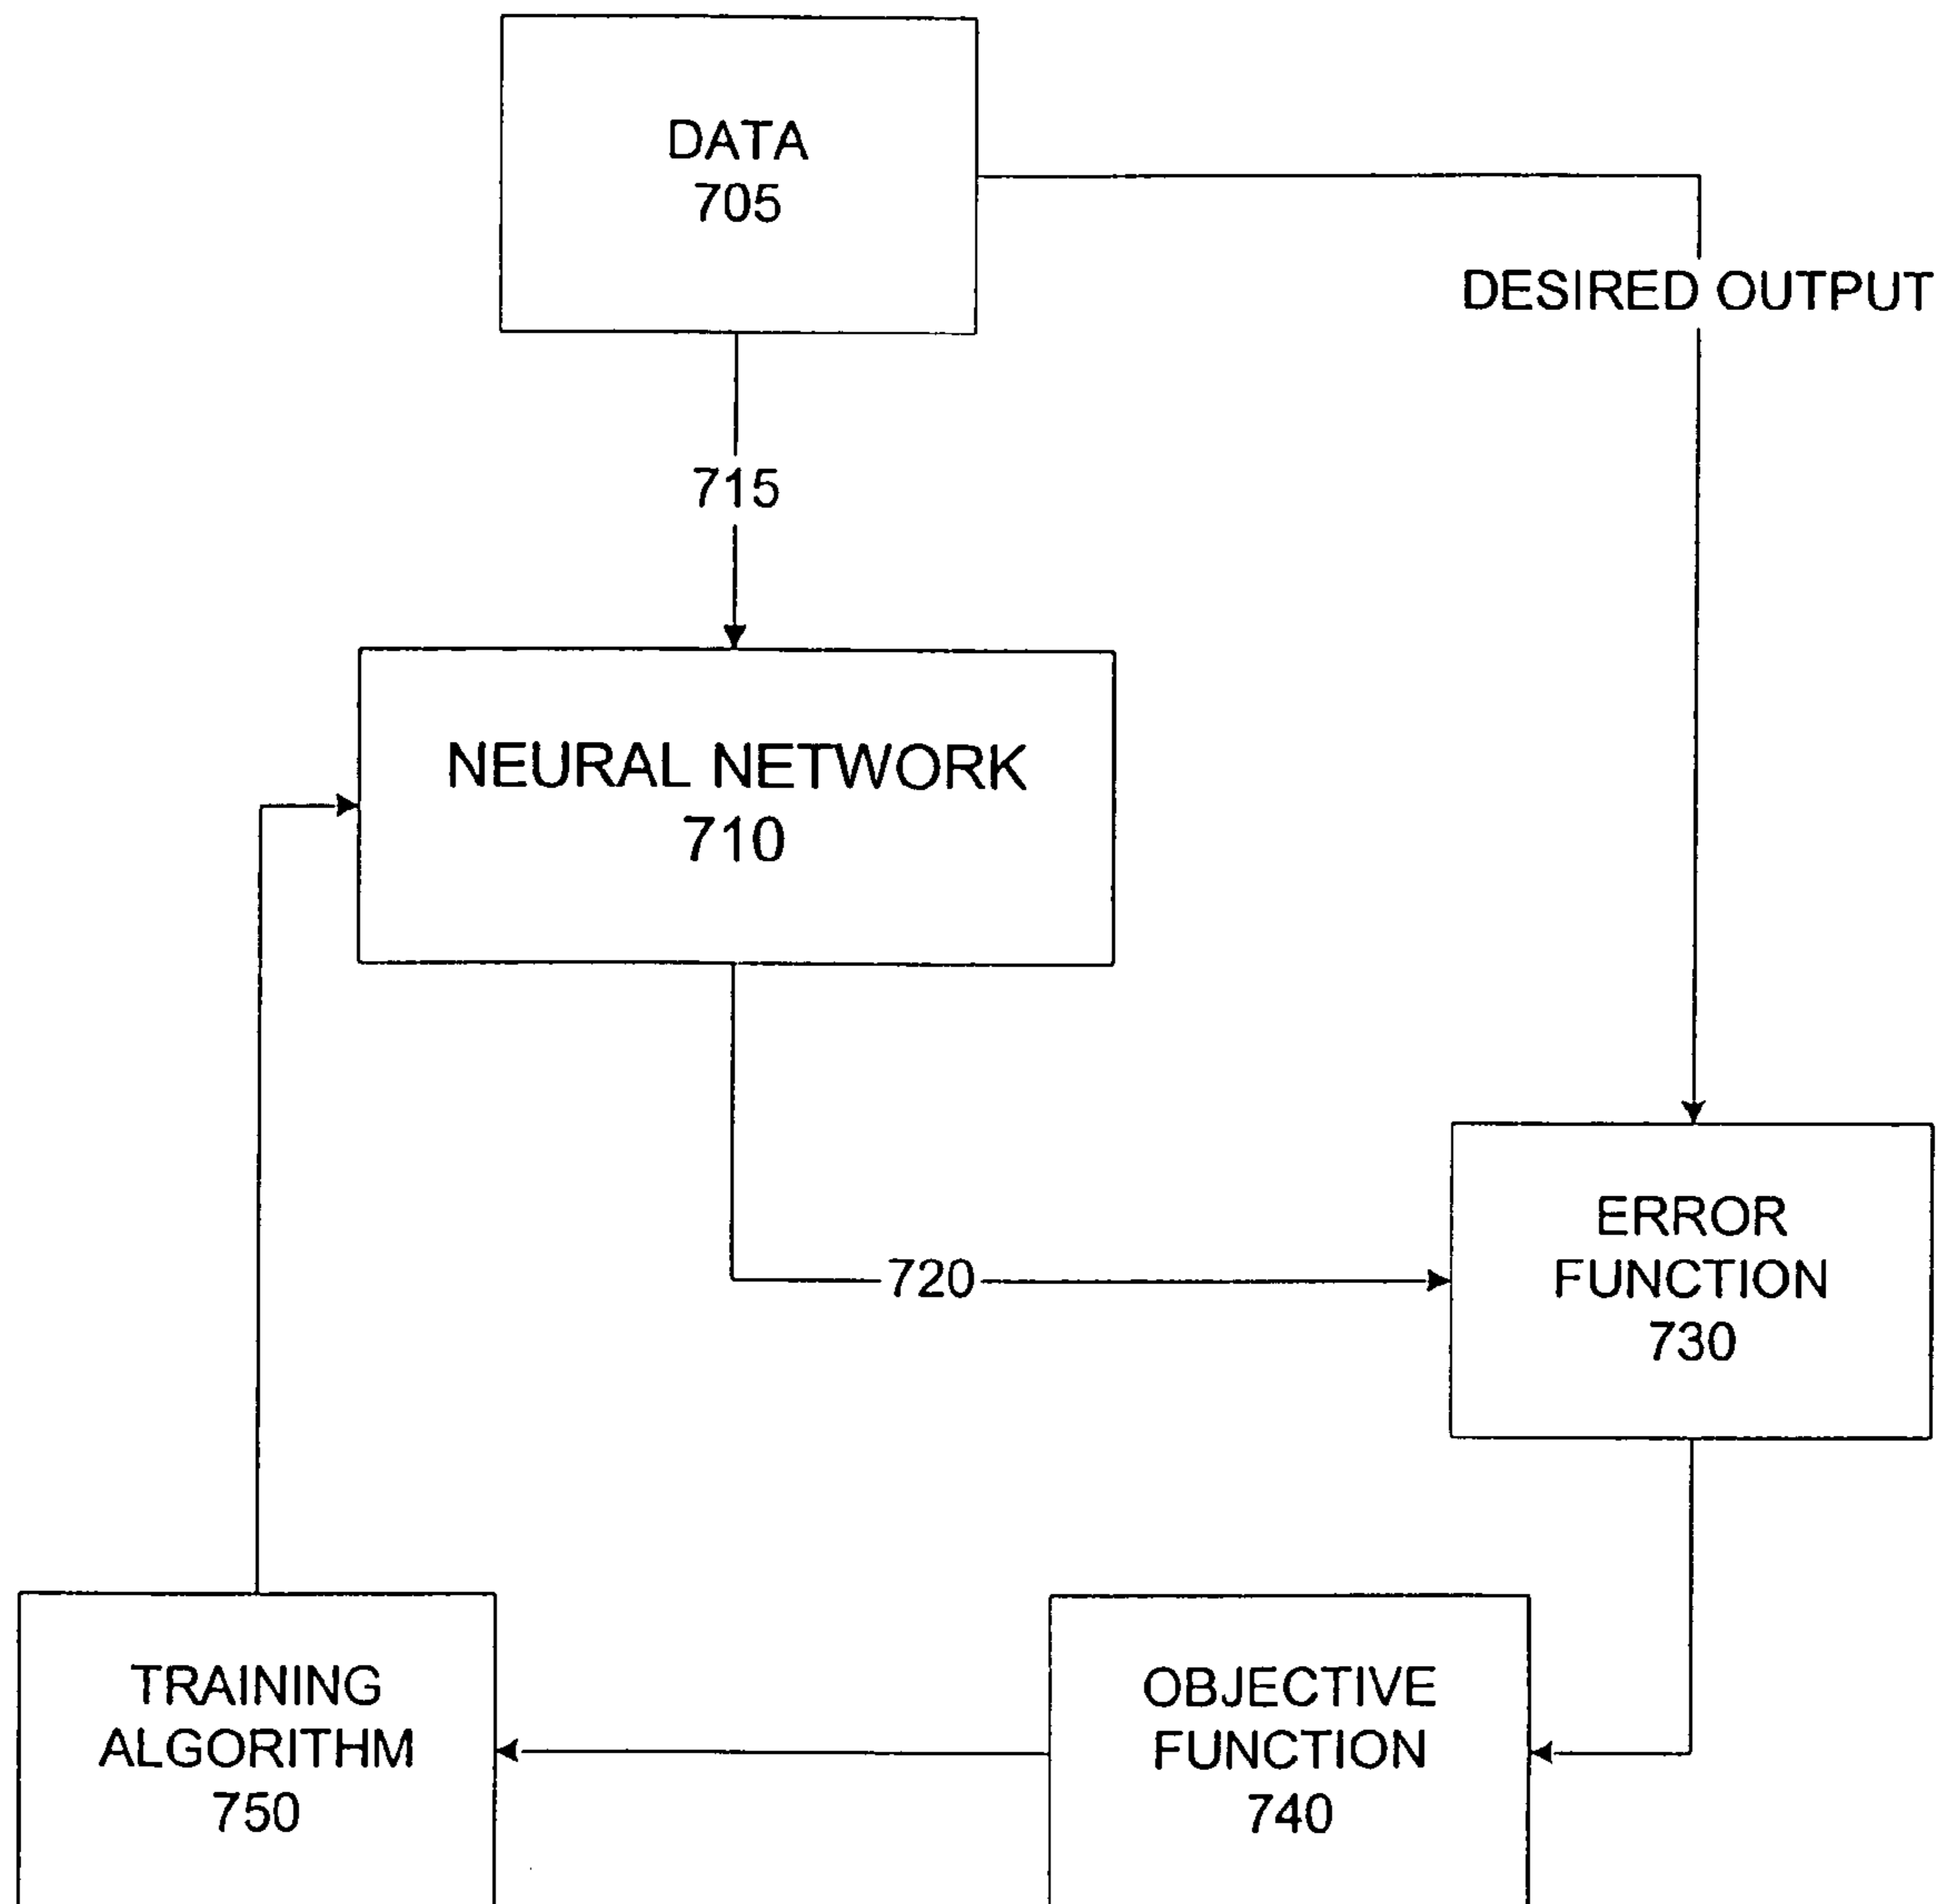 DATA
705
DESIRED OUTPUT
715
NEURAL NETWORK
710
720
ERROR
FUNCTION
730
TRAINING
ALGORITHM
750
OBJECTIVE
FUNCTION
740